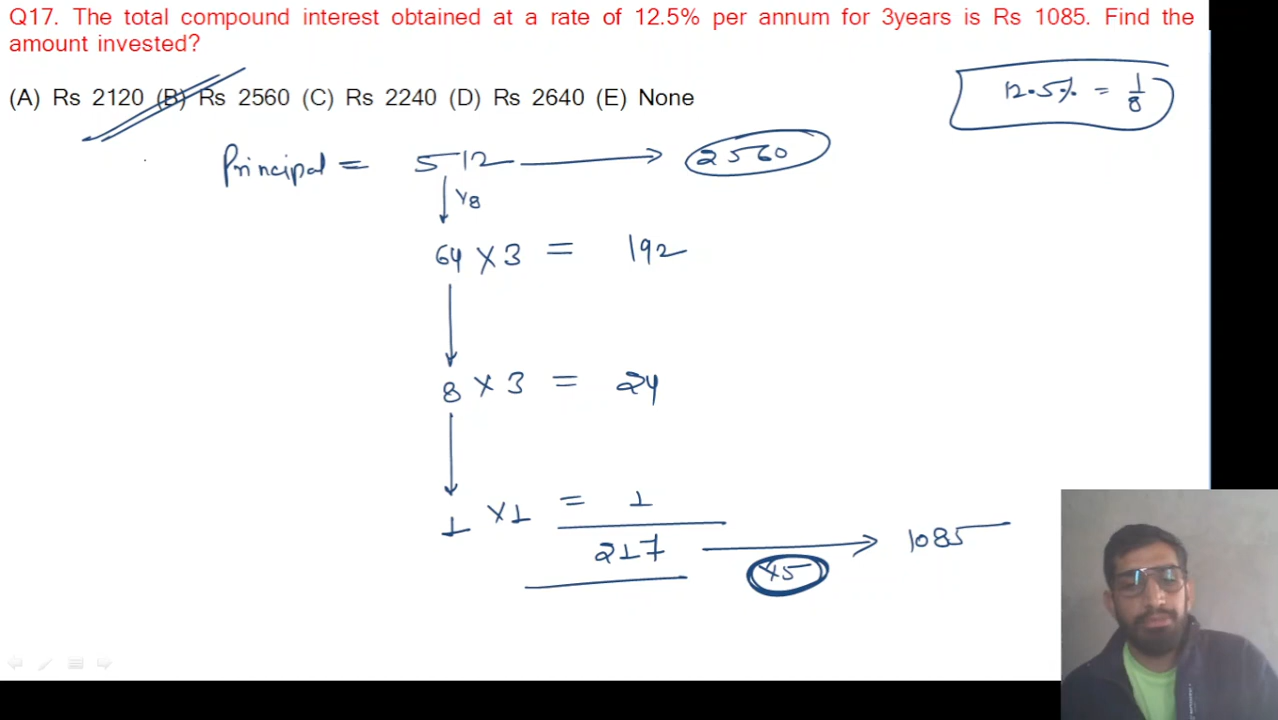 Q17. The total compound interest obtained at a rate of 12.5% per annum for 3years is Rs 1085. Find the
amount invested?
(A) Rs 2120 (B) Rs 2560 (C) Rs 2240 (D) Rs 2640 (E) None
12.5% = 1/8
Principal = 512 → 2560
↓ 1/8
64 × 3 = 192
↓
8 × 3 = 24
↓
1 × 1 = 1
217 → 1085
×5